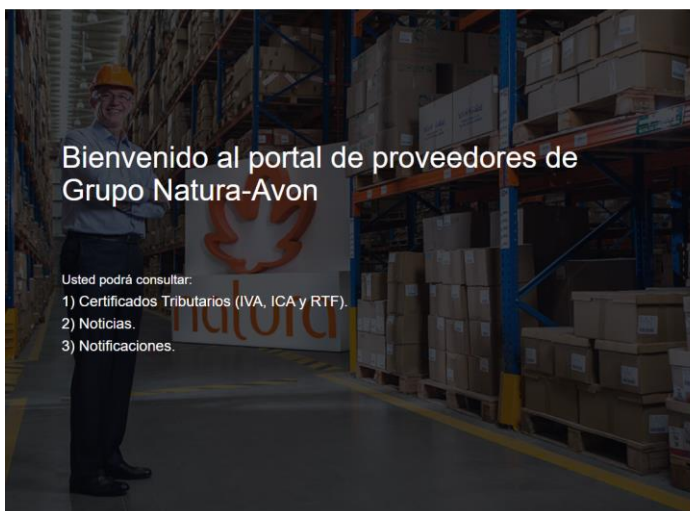 Bienvenido al portal de proveedores de
Grupo Natura-Avon
Usted podrá consultar:
1) Certificados Tributarios (IVA, ICA y RTF).
2) Noticias.
3) Notificaciones.
natura